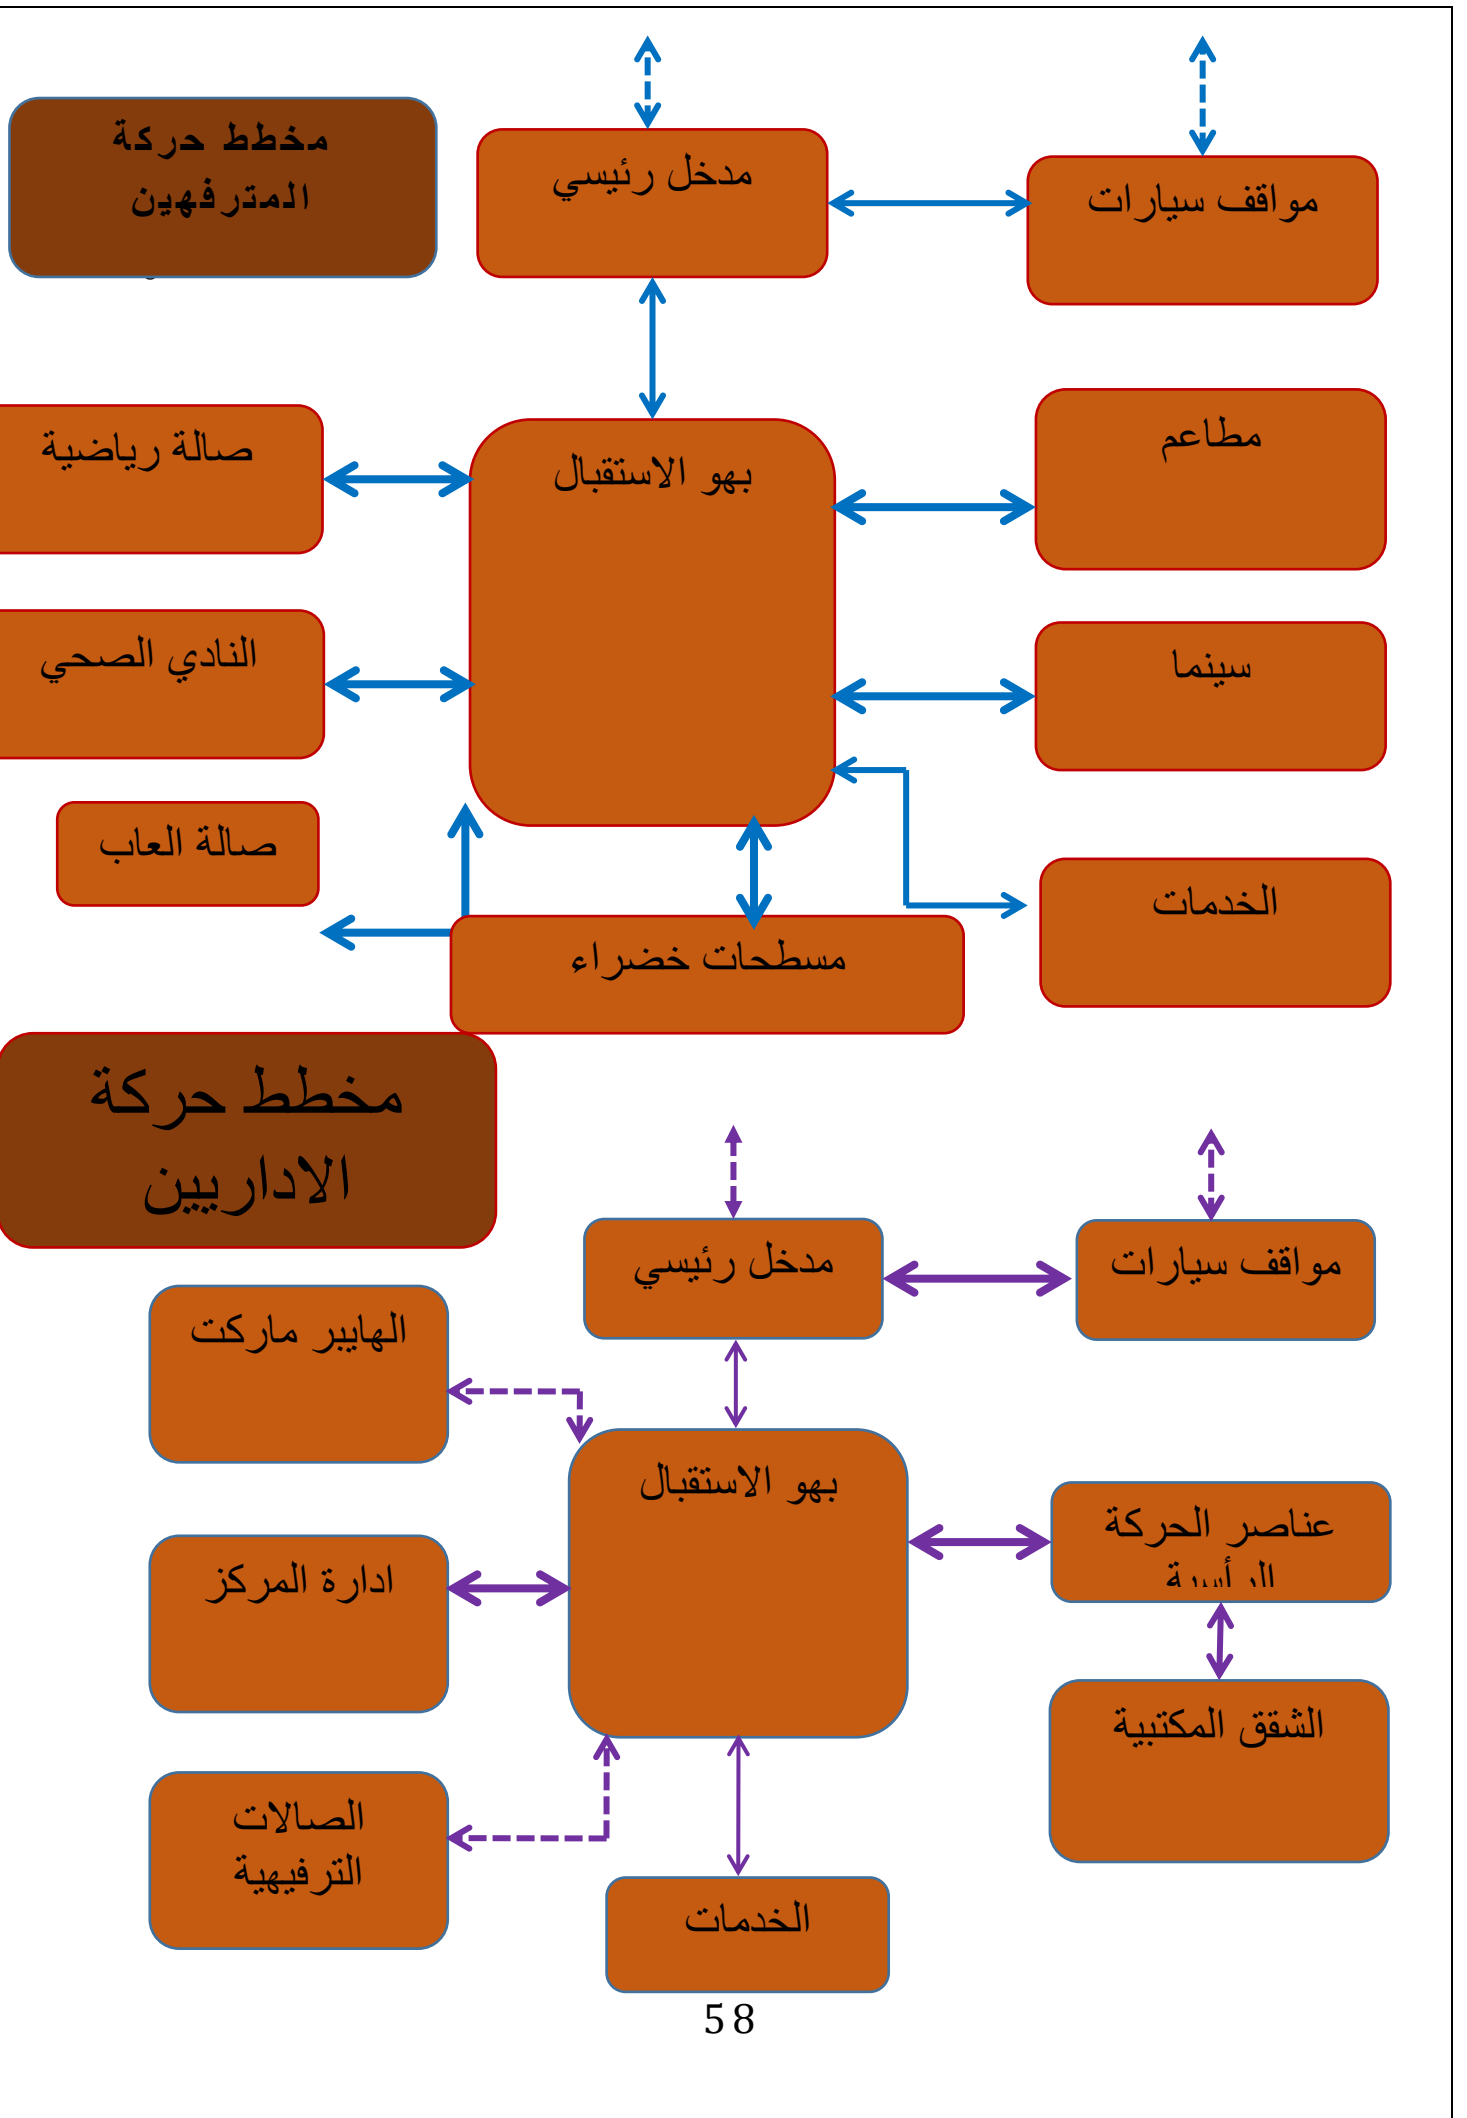 مخطط حركة
المترفهين
مدخل رئيسي
مواقف سيارات
صالة رياضية
بهو الاستقبال
مطاعم
النادي الصحي
سينما
صالة العاب
مسطحات خضراء
الخدمات
مخطط حركة
الاداريين
مدخل رئيسي
مواقف سيارات
الهايبر ماركت
بهو الاستقبال
عناصر الحركة
الرأسية
ادارة المركز
الشقق المكتبية
الصالات
الترفيهية
الخدمات
58